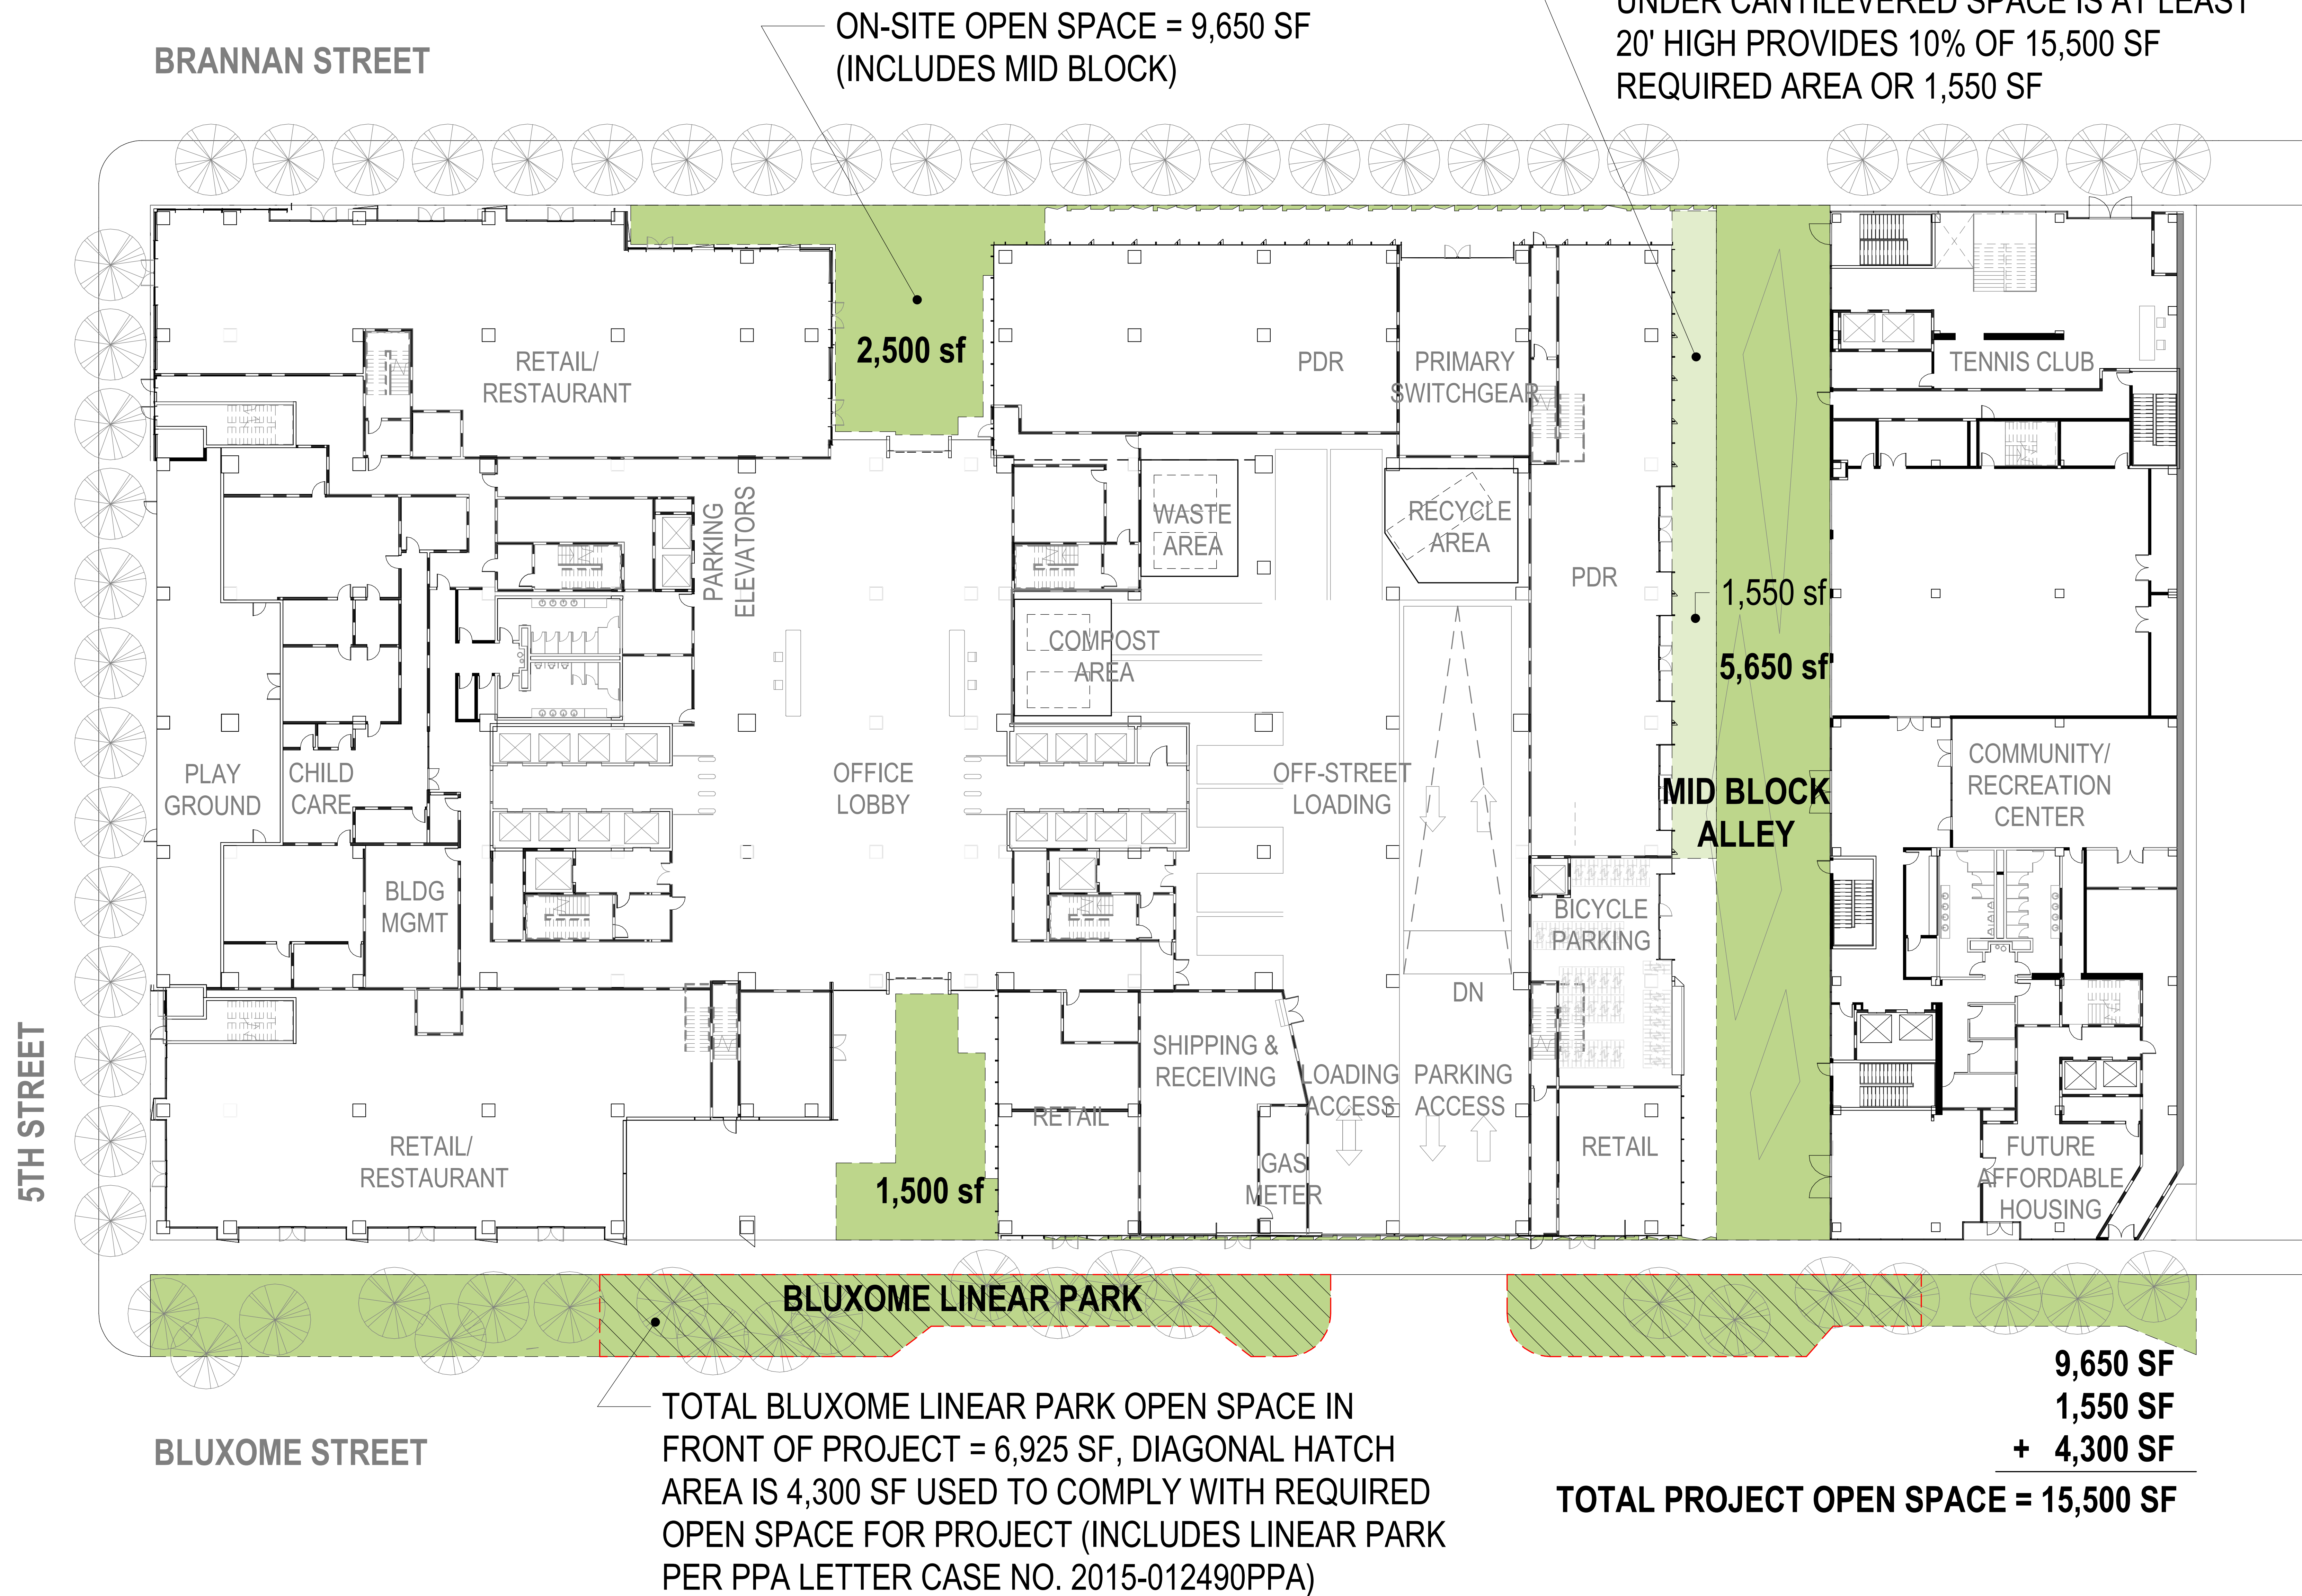 ON-SITE OPEN SPACE = 9,650 SF
(INCLUDES MID BLOCK)
UNDER CANTILEVERED SPACE IS AT LEAST
20' HIGH PROVIDES 10% OF 15,500 SF
REQUIRED AREA OR 1,550 SF
BRANNAN STREET
2,500 sf
RETAIL/
RESTAURANT
PDR
PRIMARY
SWITCHGEAR
TENNIS CLUB
PARKING
ELEVATORS
WASTE
AREA
RECYCLE
AREA
PDR
1,550 sf
5,650 sf
COMPOST
AREA
PLAY
GROUND
CHILD
CARE
OFFICE
LOBBY
OFF-STREET
LOADING
MID BLOCK
ALLEY
COMMUNITY/
RECREATION
CENTER
BLDG
MGMT
BICYCLE
PARKING
DN
5TH STREET
SHIPPING &
RECEIVING
LOADING
ACCESS
PARKING
ACCESS
RETAIL
RETAIL/
RESTAURANT
1,500 sf
GAS
METER
RETAIL
FUTURE
AFFORDABLE
HOUSING
BLUXOME LINEAR PARK
BLUXOME STREET
TOTAL BLUXOME LINEAR PARK OPEN SPACE IN
FRONT OF PROJECT = 6,925 SF, DIAGONAL HATCH
AREA IS 4,300 SF USED TO COMPLY WITH REQUIRED
OPEN SPACE FOR PROJECT (INCLUDES LINEAR PARK
PER PPA LETTER CASE NO. 2015-012490PPA)
9,650 SF
1,550 SF
+ 4,300 SF
TOTAL PROJECT OPEN SPACE = 15,500 SF